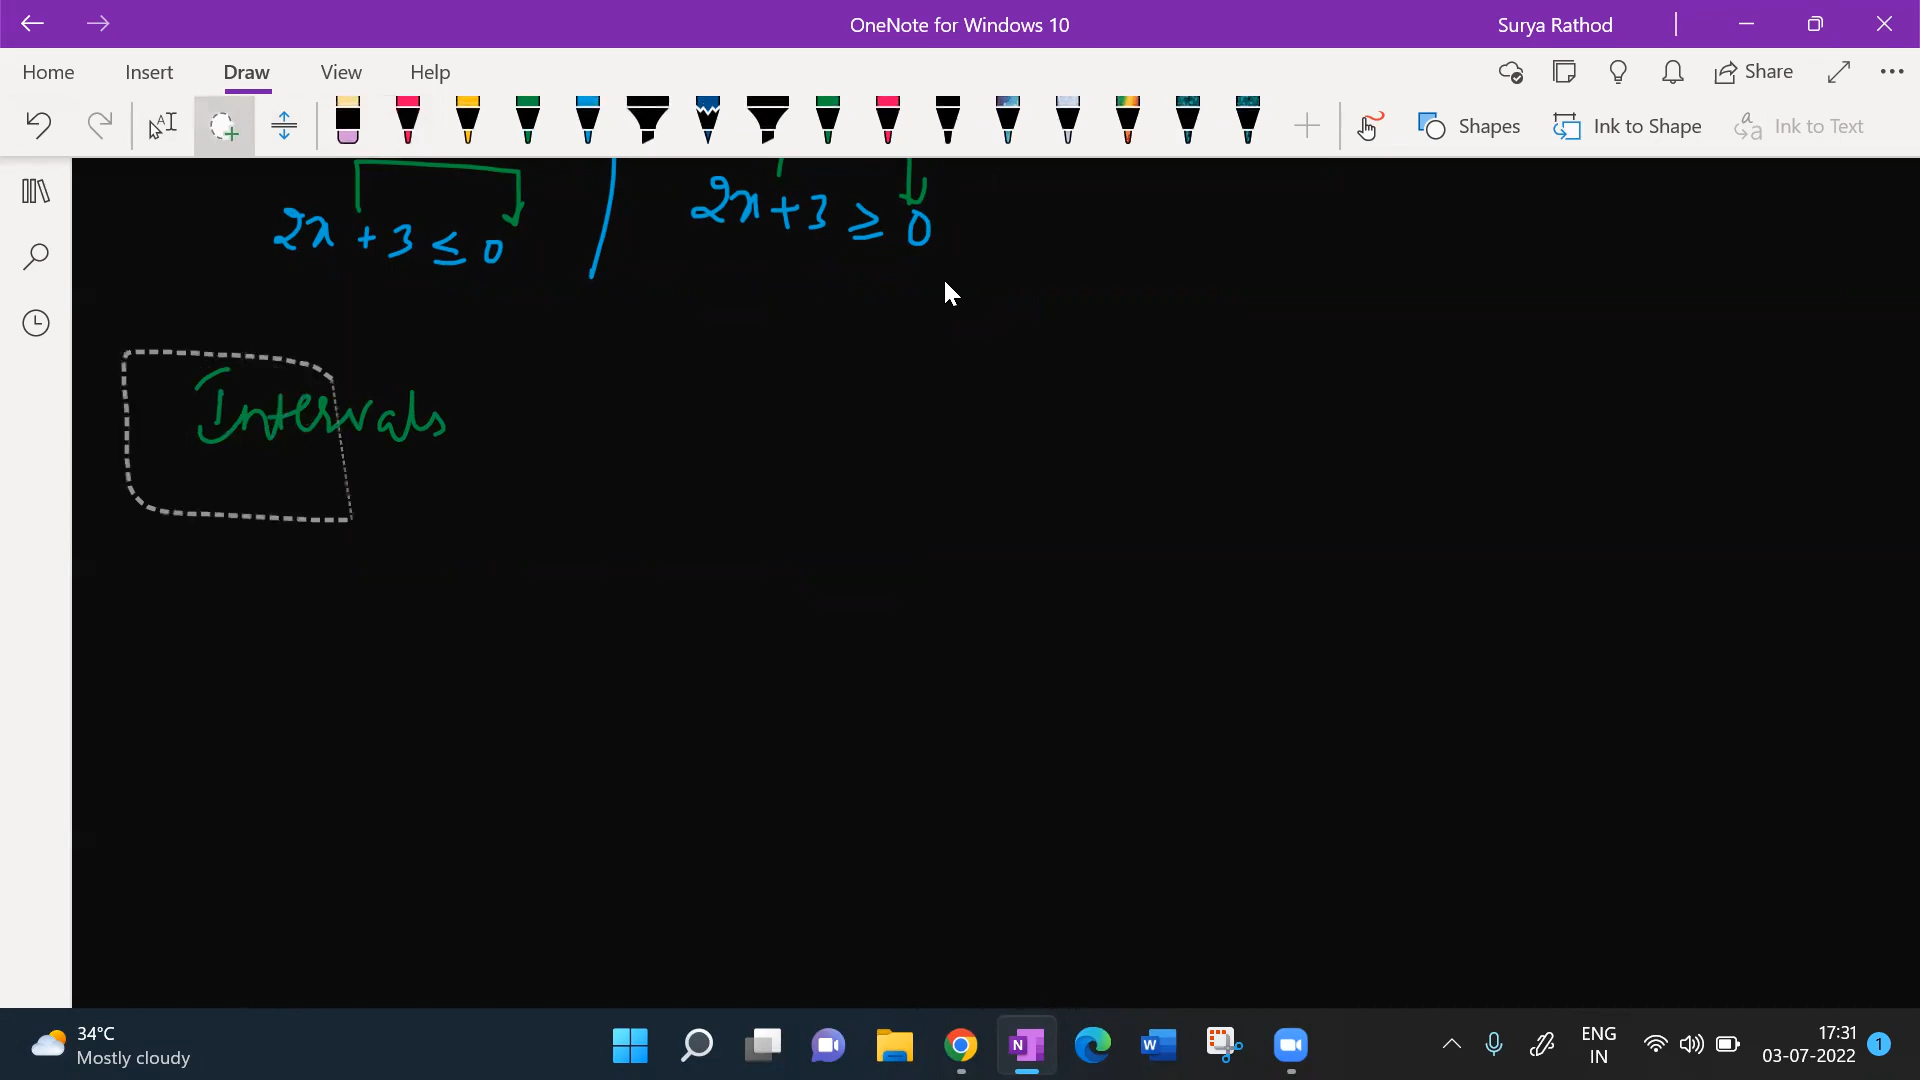 OneNote for Windows 10
Surya Rathod
Home Insert Draw View Help
Share
Shapes
Ink to Shape
Ink to Text
2x + 3 ≤ 0
2x + 3 ≥ 0
Intervals
34°C
Mostly cloudy
ENG
IN
17:31
03-07-2022
1